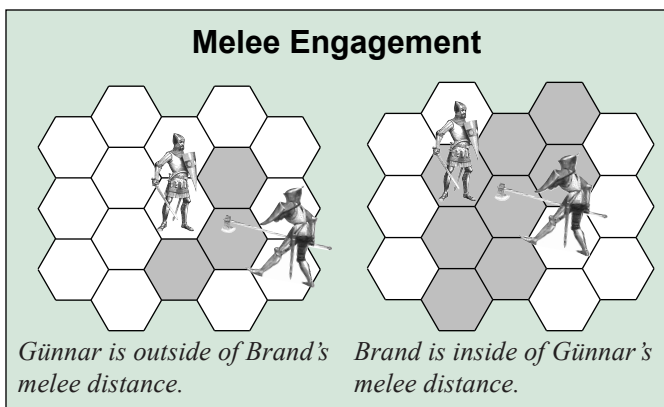 Melee Engagement
Günnar is outside of Brand's
melee distance.
Brand is inside of Günnar's
melee distance.